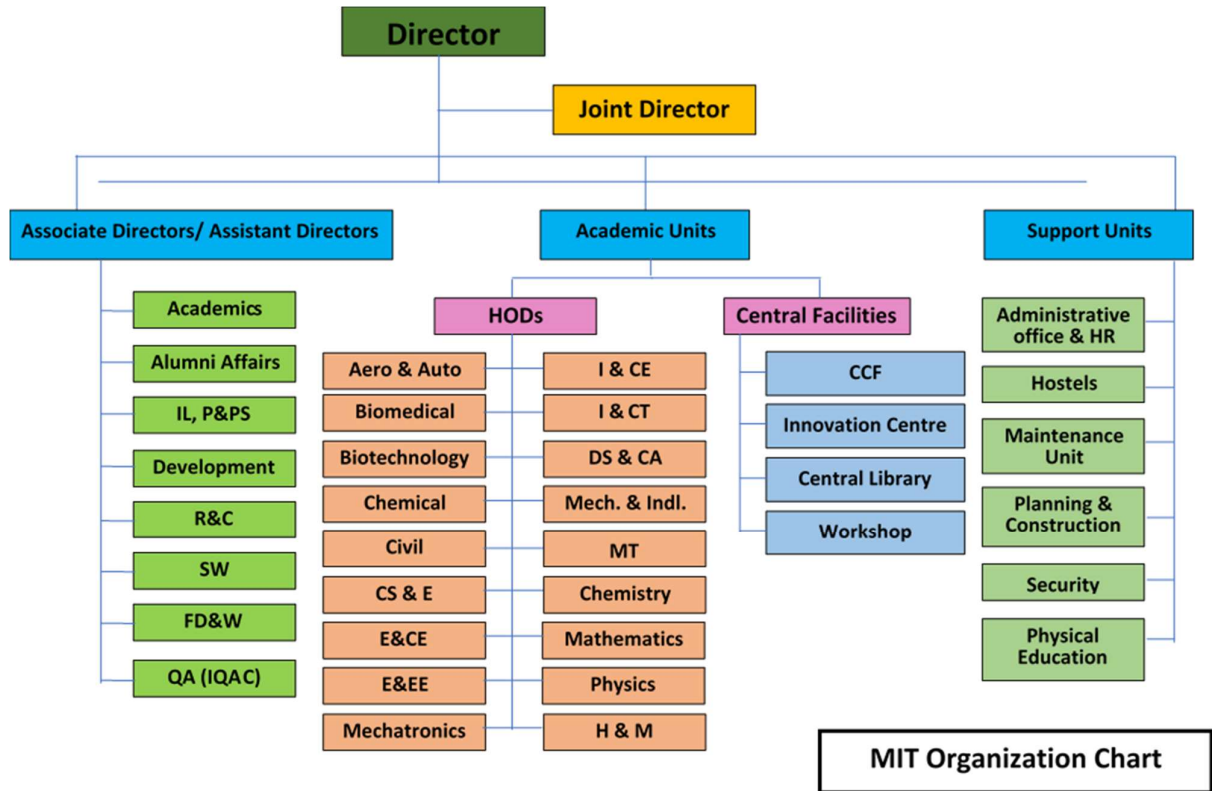 Director
Joint Director
Associate Directors/ Assistant Directors
Academic Units
Support Units
Academics
Alumni Affairs
IL, P&PS
Development
R&C
SW
FD&W
QA (IQAC)
HODs
Aero & Auto
Biomedical
Biotechnology
Chemical
Civil
CS & E
E&CE
E&EE
Mechatronics
I & CE
I & CT
DS & CA
Mech. & Indl.
MT
Chemistry
Mathematics
Physics
H & M
Central Facilities
CCF
Innovation Centre
Central Library
Workshop
Administrative
office & HR
Hostels
Maintenance
Unit
Planning &
Construction
Security
Physical
Education
MIT Organization Chart